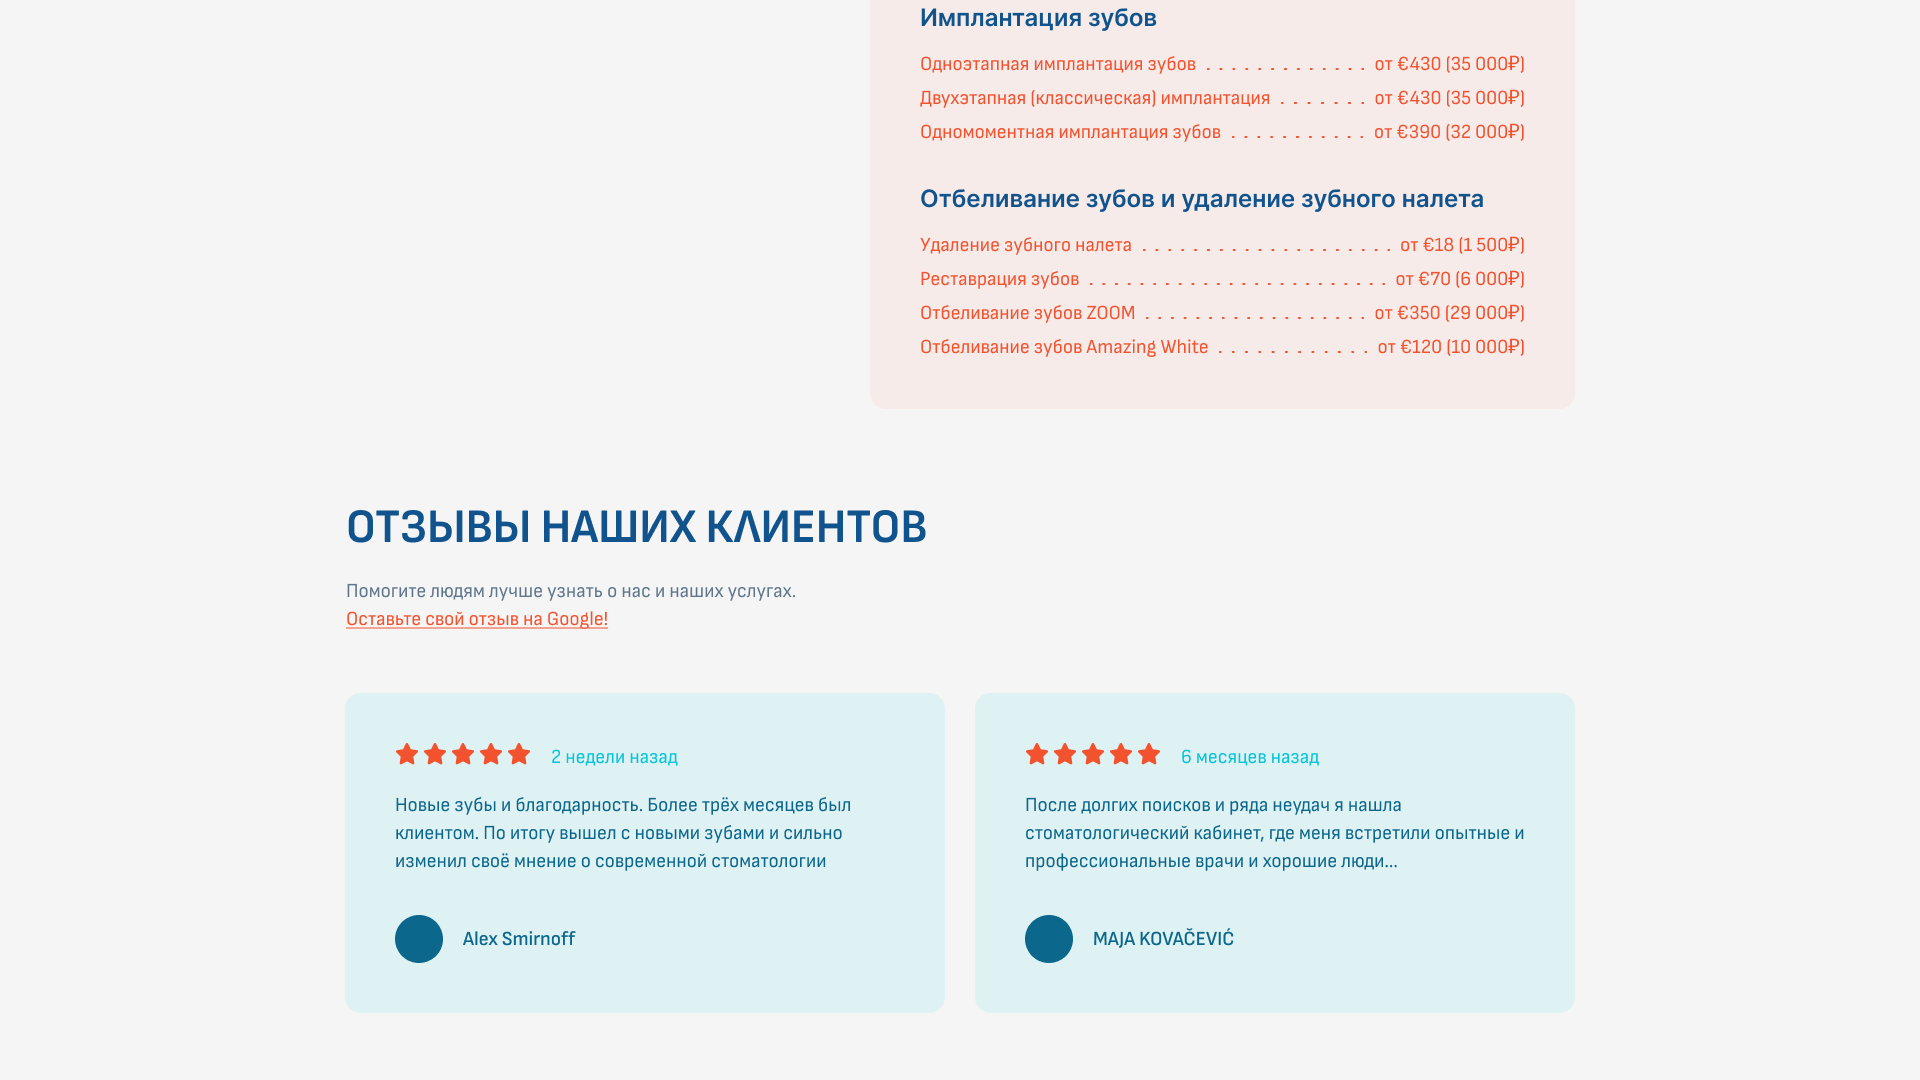 Имплантация зубов
Одноэтапная имплантация зубов . . . . . . . . . . . . . от €430 (35 000₽)
Двухэтапная (классическая) имплантация . . . . . . . от €430 (35 000₽)
Одномоментная имплантация зубов . . . . . . . . . . . от €390 (32 000₽)
Отбеливание зубов и удаление зубного налета
Удаление зубного налета . . . . . . . . . . . . . . . . . . . . от €18 (1 500₽)
Реставрация зубов . . . . . . . . . . . . . . . . . . . . . . . . от €70 (6 000₽)
Отбеливание зубов ZOOM . . . . . . . . . . . . . . . . . . от €350 (29 000₽)
Отбеливание зубов Amazing White . . . . . . . . . . . . от €120 (10 000₽)
ОТЗЫВЫ НАШИХ КЛИЕНТОВ
Помогите людям лучше узнать о нас и наших услугах.
Оставьте свой отзыв на Google!
2 недели назад
Новые зубы и благодарность. Более трёх месяцев был
клиентом. По итогу вышел с новыми зубами и сильно
изменил своё мнение о современной стоматологии
Alex Smirnoff
6 месяцев назад
После долгих поисков и ряда неудач я нашла
стоматологический кабинет, где меня встретили опытные и
профессиональные врачи и хорошие люди...
MAJA KOVAČEVIĆ